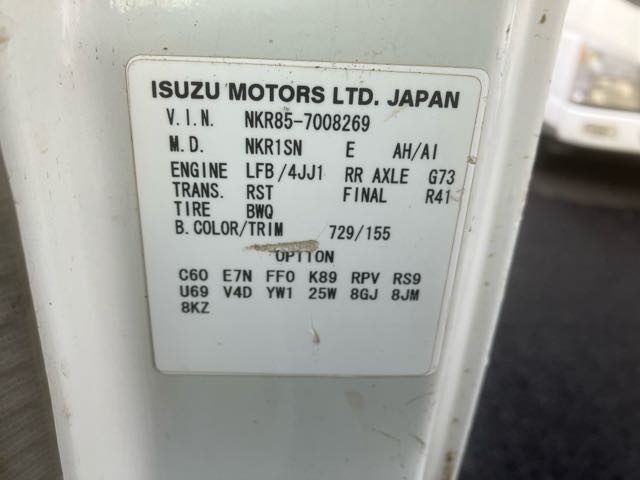 ISUZU MOTORS LTD. JAPAN
V.I.N. NKR85-7008269
M.D. NKR1SN E AH/AI
ENGINE LFB/4JJ1 RR AXLE G73
TRANS. RST FINAL R41
TIRE BWQ
B.COLOR/TRIM 729/155
OPTION
C60 E7N FF0 K89 RPV RS9
U69 V4D YW1 25W 8GJ 8JM
8KZ